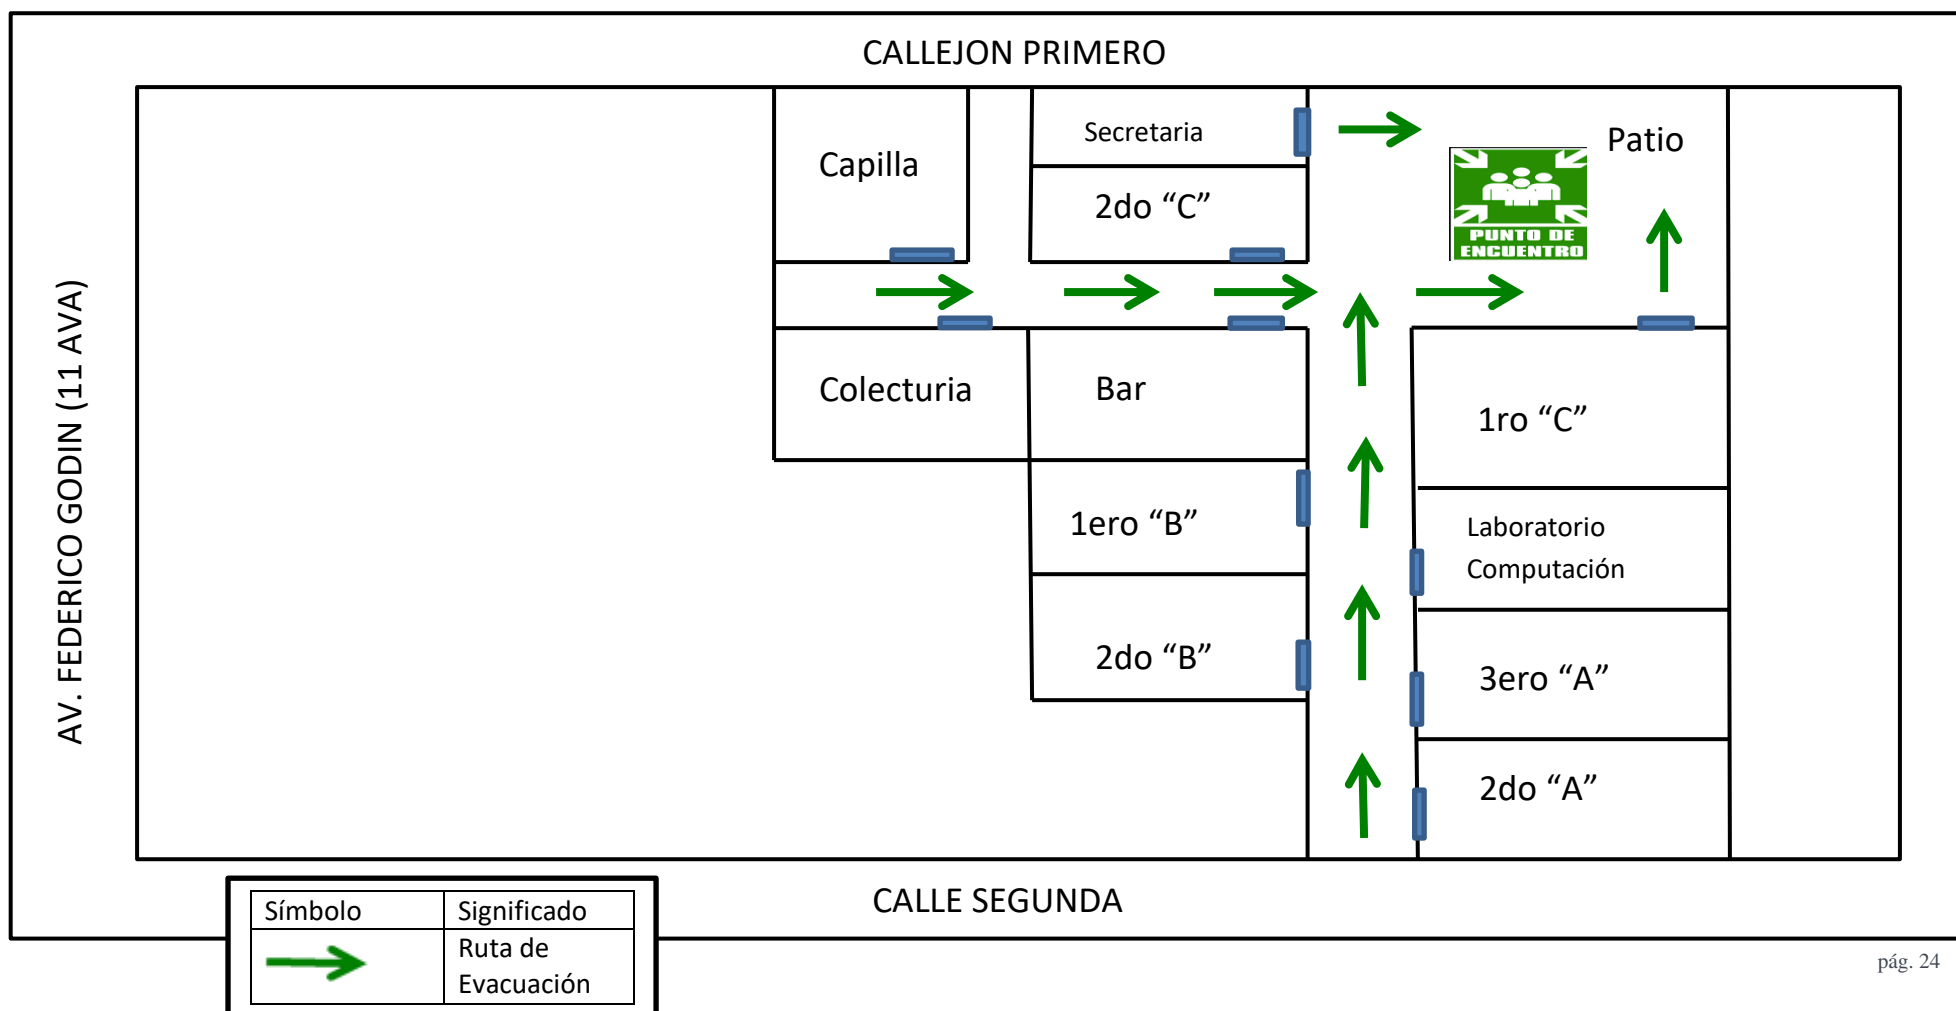 CALLEJON PRIMERO
Secretaria
Patio
Capilla
2do “C”
PUNTO DE
ENCUENTRO
AV. FEDERICO GODIN (11 AVA)
Colecturia
Bar
1ro “C”
1ero “B”
Laboratorio
Computación
2do “B”
3ero “A”
2do “A”
CALLE SEGUNDA
Símbolo
Significado
Ruta de
Evacuación
pág. 24